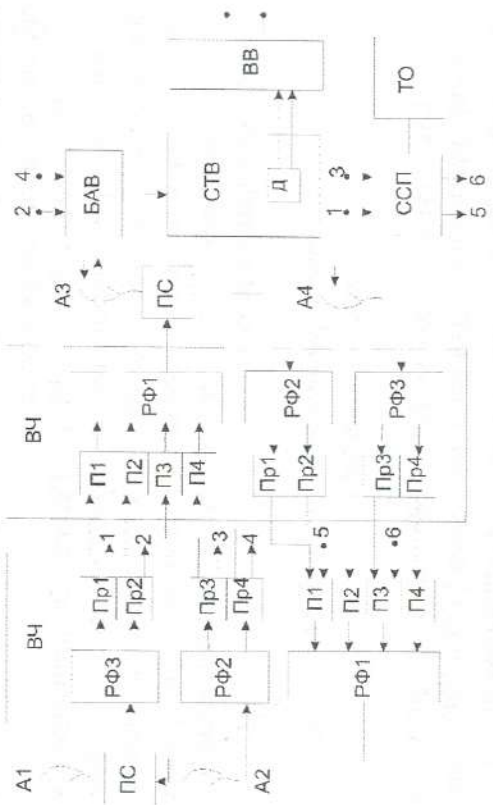 А1
ВЧ
ВЧ
А3
2
4
ПС
РФ3
Пр1
Пр2
1
2
П1
П2
П3
П4
РФ1
ПС
БАВ
А2
РФ2
Пр3
Пр4
3
4
СТВ
Д
ВВ
РФ1
П1
П2
П3
П4
5
6
Пр1
Пр2
РФ2
Пр3
Пр4
РФ3
А4
1
3
ССП
ТО
5
6